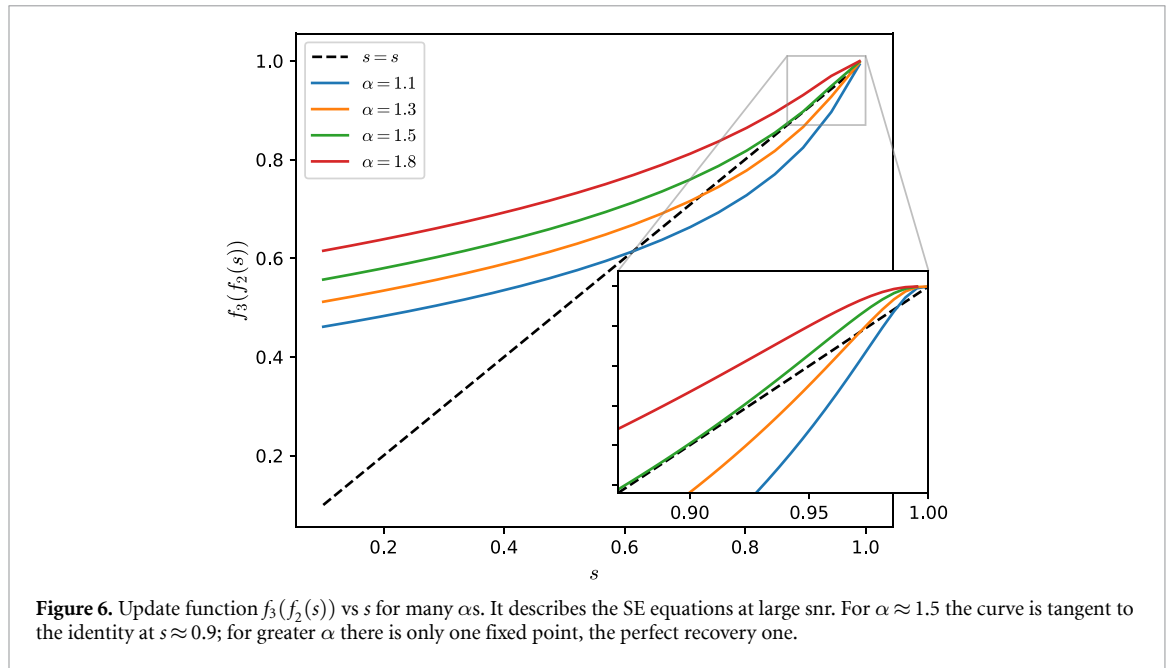 1.0
0.8
0.6
0.4
0.2
f₃(f₂(s))
s = s
α = 1.1
α = 1.3
α = 1.5
α = 1.8
0.90 0.95 1.00
0.2 0.4 0.6 0.8 1.0
s
Figure 6. Update function f₃(f₂(s)) vs s for many αs. It describes the SE equations at large snr. For α ≈ 1.5 the curve is tangent to
the identity at s ≈ 0.9; for greater α there is only one fixed point, the perfect recovery one.